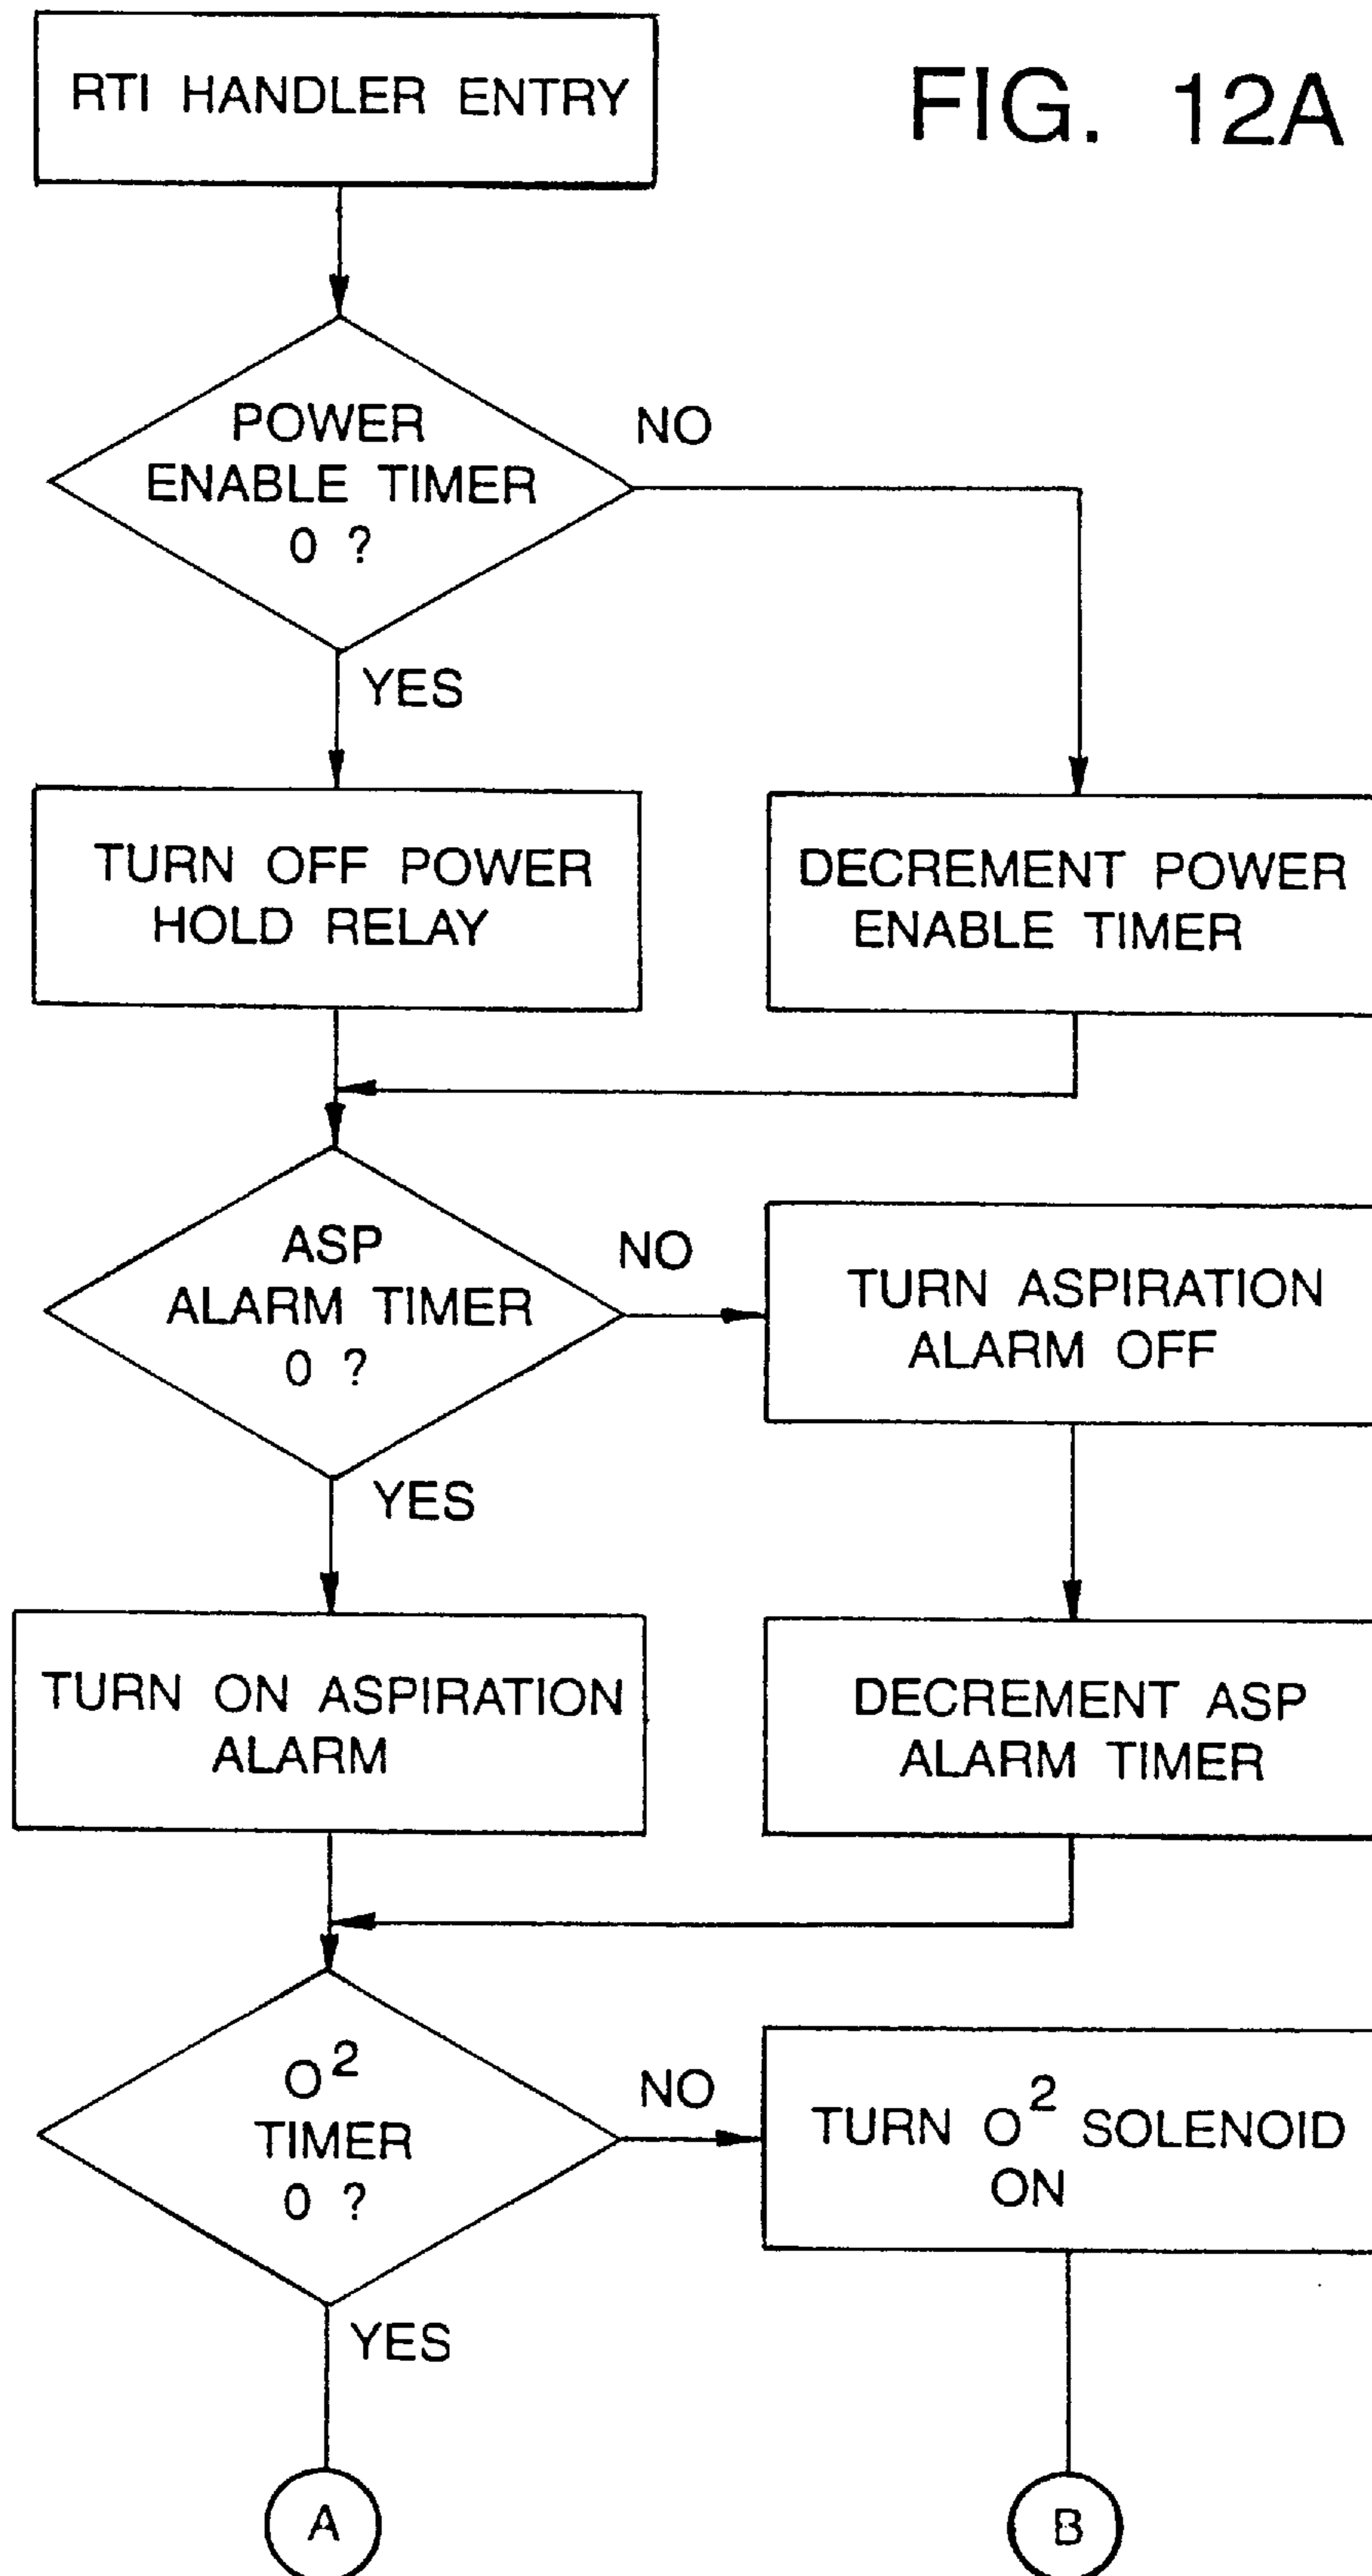 FIG. 12A
RTI HANDLER ENTRY
POWER
ENABLE TIMER
0 ?
NO
YES
TURN OFF POWER
HOLD RELAY
DECREMENT POWER
ENABLE TIMER
ASP
ALARM TIMER
0 ?
NO
YES
TURN ASPIRATION
ALARM OFF
TURN ON ASPIRATION
ALARM
DECREMENT ASP
ALARM TIMER
O²
TIMER
0 ?
NO
YES
TURN O² SOLENOID
ON
A
B